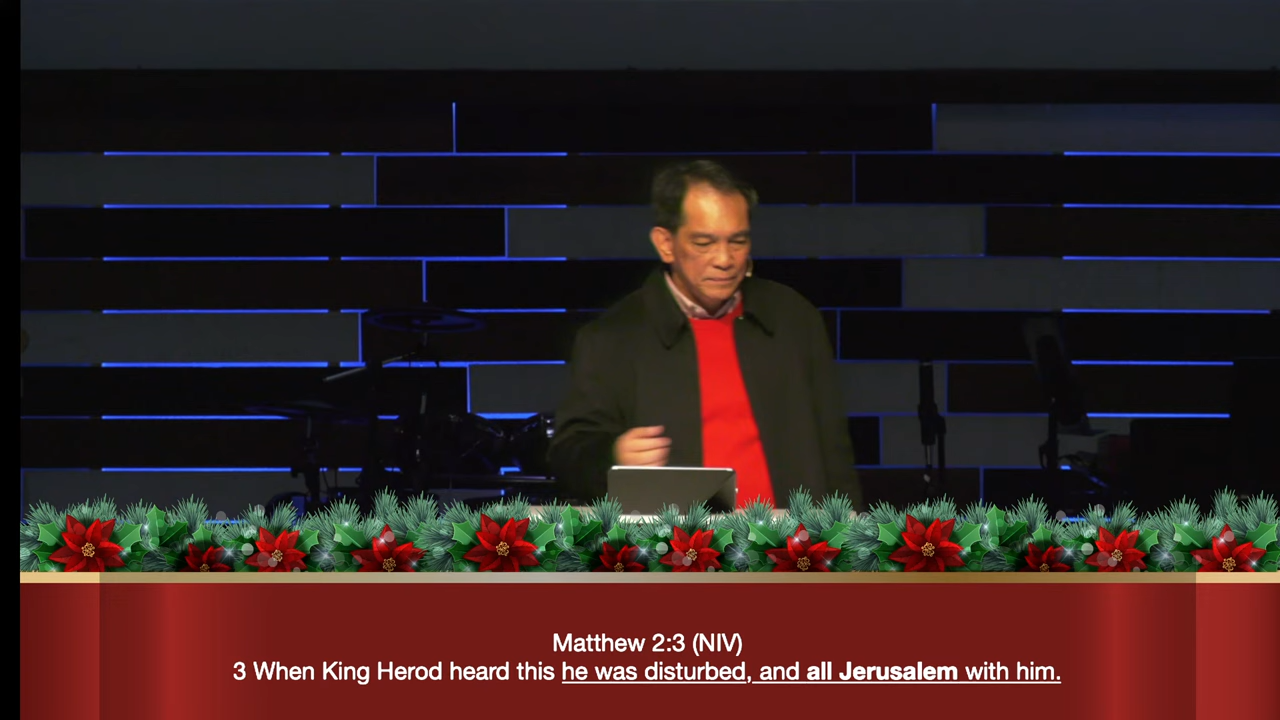 Matthew 2:3 (NIV)
3 When King Herod heard this he was disturbed, and all Jerusalem with him.